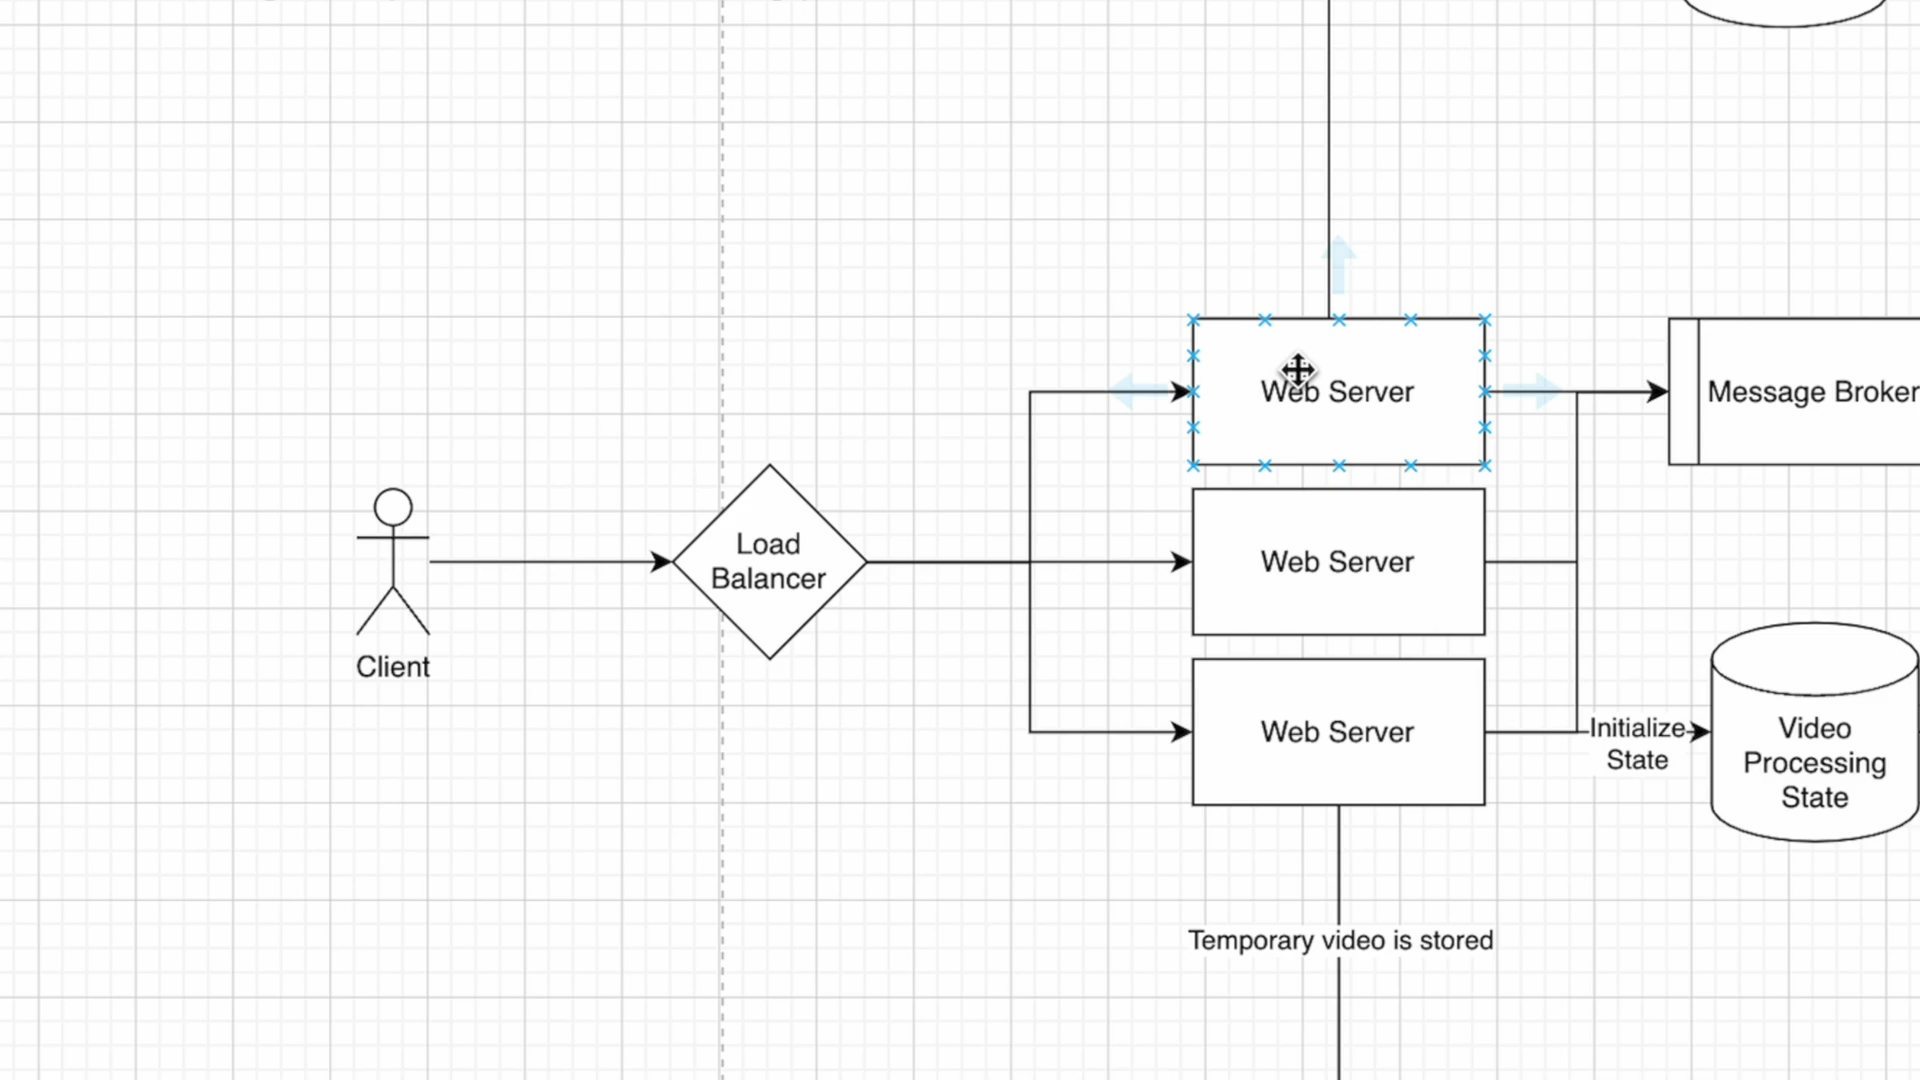 Web Server
Message Broker
Load
Balancer
Web Server
Client
Web Server
Initialize
State
Video
Processing
State
Temporary video is stored